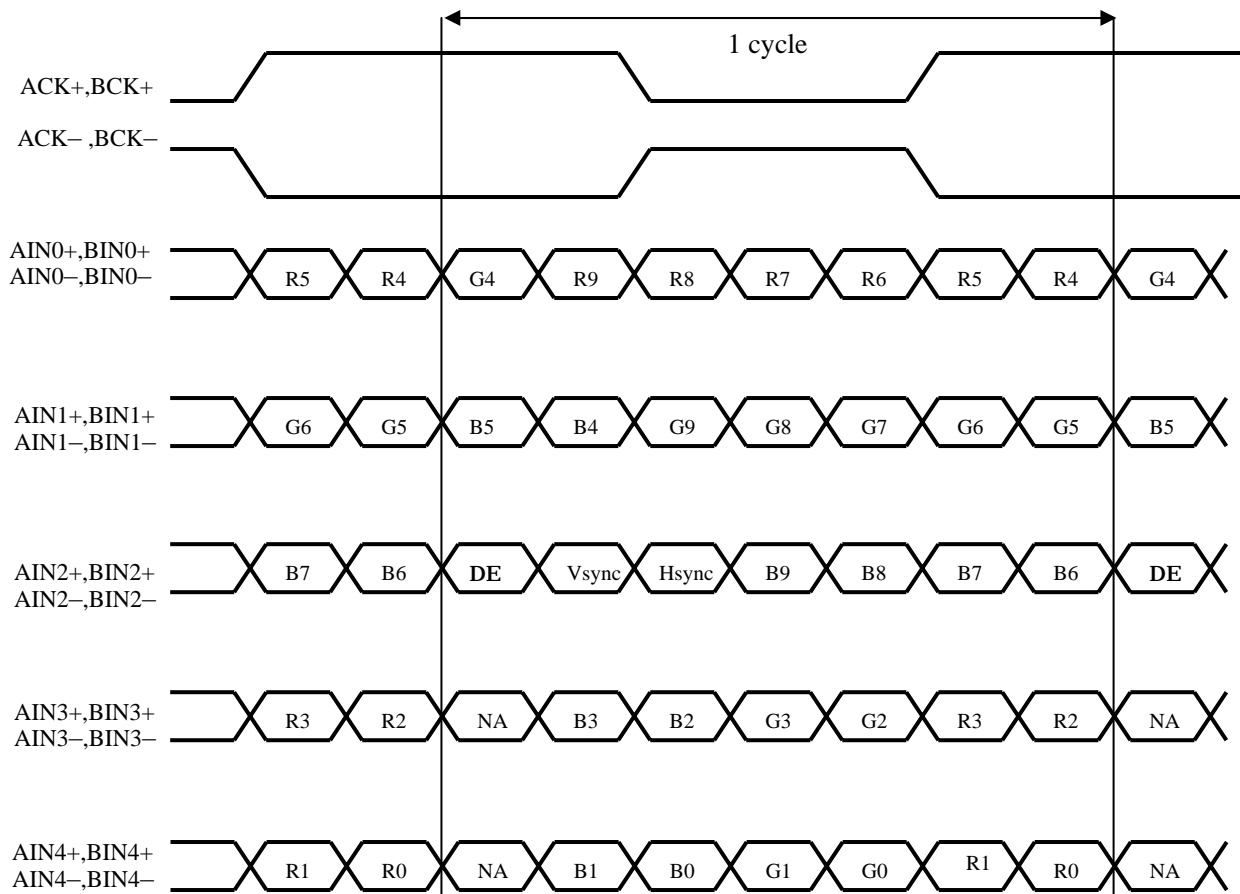 1 cycle
ACK+,BCK+
ACK– ,BCK–
AIN0+,BIN0+
AIN0–,BIN0–
R5 R4 G4 R9 R8 R7 R6 R5 R4 G4
AIN1+,BIN1+
AIN1–,BIN1–
G6 G5 B5 B4 G9 G8 G7 G6 G5 B5
AIN2+,BIN2+
AIN2–,BIN2–
B7 B6 DE Vsync Hsync B9 B8 B7 B6 DE
AIN3+,BIN3+
AIN3–,BIN3–
R3 R2 NA B3 B2 G3 G2 R3 R2 NA
AIN4+,BIN4+
AIN4–,BIN4–
R1 R0 NA B1 B0 G1 G0 R1 R0 NA